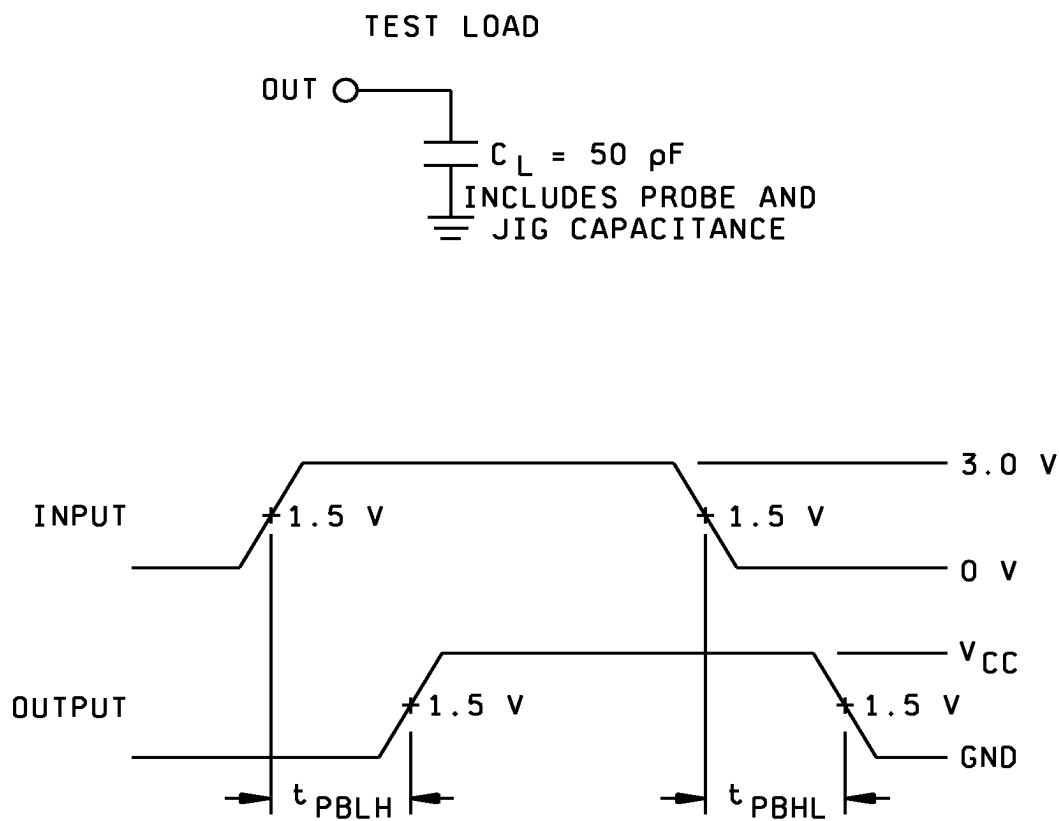 TEST LOAD
OUT
C L = 50 pF
INCLUDES PROBE AND
JIG CAPACITANCE
3.0 V
INPUT
1.5 V
1.5 V
0 V
VCC
OUTPUT
1.5 V
1.5 V
GND
t PBLH
t PBHL